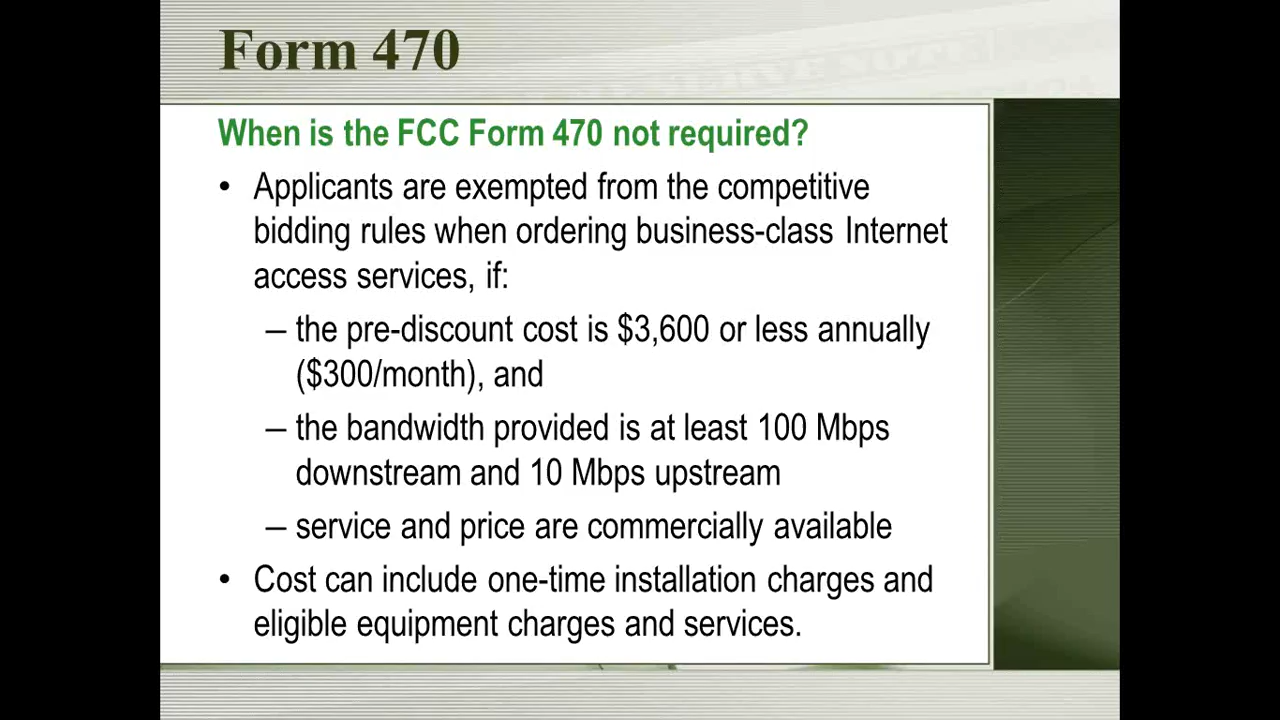 Form 470
When is the FCC Form 470 not required?
• Applicants are exempted from the competitive
bidding rules when ordering business-class Internet
access services, if:
– the pre-discount cost is $3,600 or less annually
($300/month), and
– the bandwidth provided is at least 100 Mbps
downstream and 10 Mbps upstream
– service and price are commercially available
• Cost can include one-time installation charges and
eligible equipment charges and services.